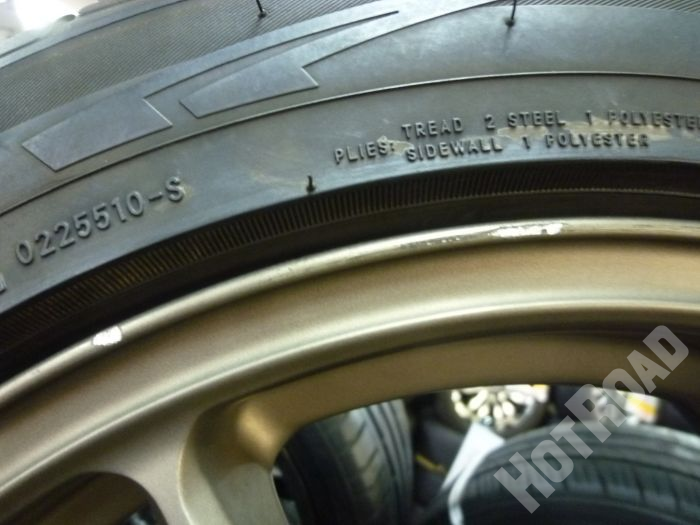 PLIES: TREAD 2 STEEL 1 POLYESTER
SIDEWALL 1 POLYESTER
0225510-S
HOTROAD